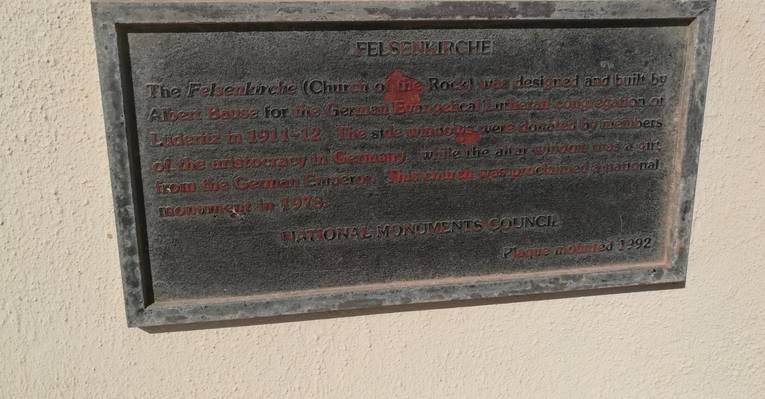 FELSENKIRCHE
The Felsenkirche (Church of the Rock) was designed and built by
Albert Bause for the German Evangelical Lutheran congregation of
Luderitz in 1911-12. The side windows were donated by members
of the aristocracy in Germany, while the altar window was a gift
from the German Emperor. This church was proclaimed a national
monument in 1973.
NATIONAL MONUMENTS COUNCIL
Plaque mounted 1992